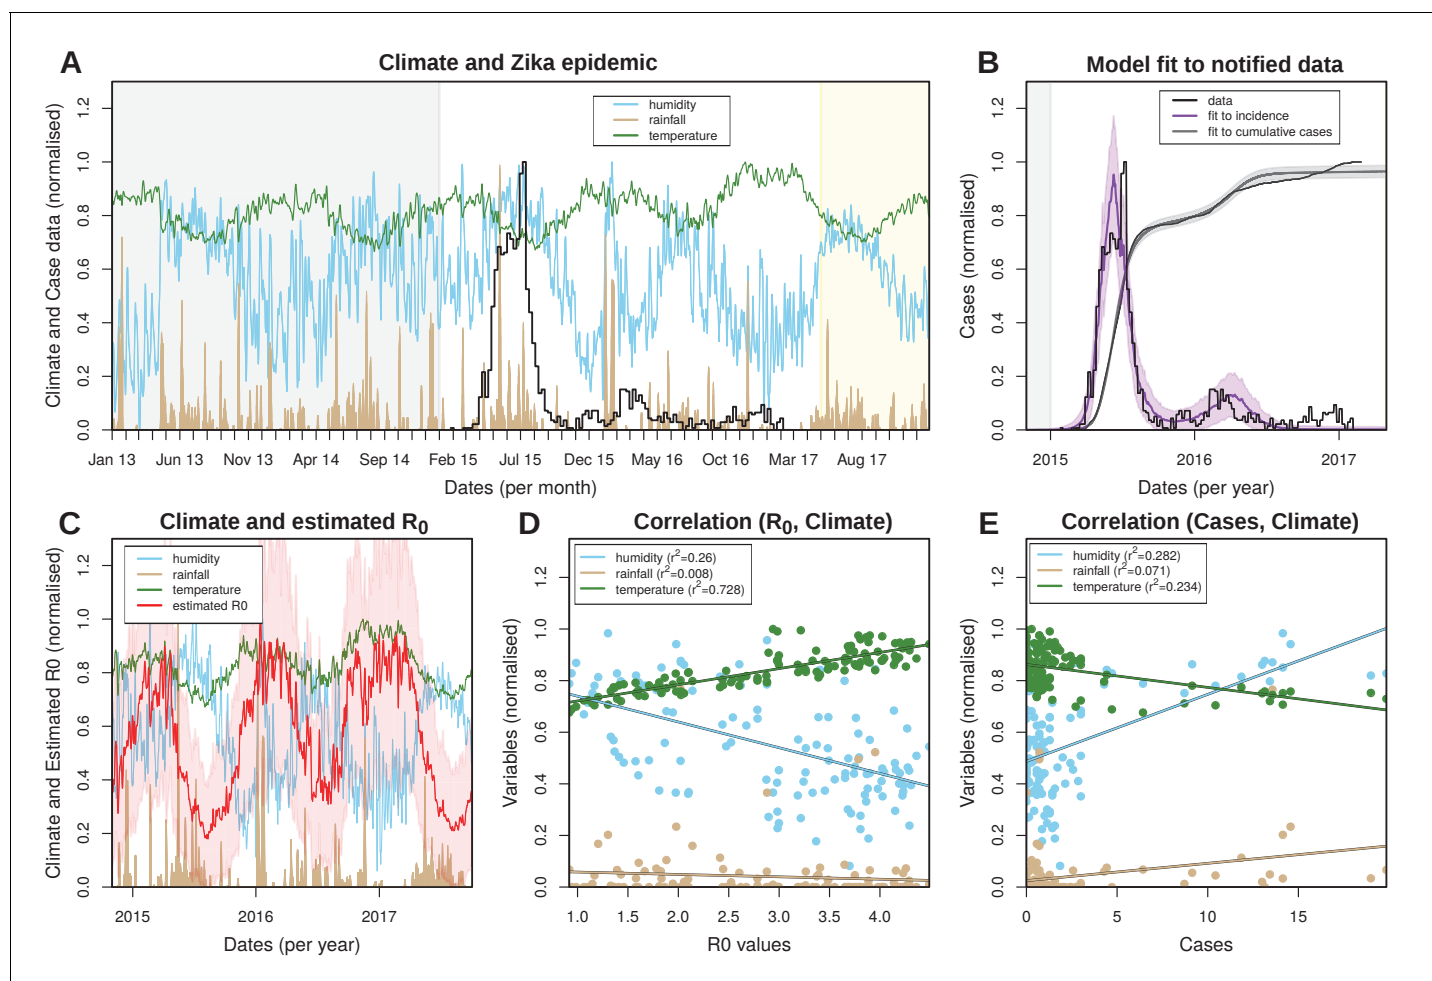 A
Climate and Zika epidemic
Climate and Case data (normalised)
0.0 0.2 0.4 0.6 0.8 1.0 1.2
humidity
rainfall
temperature
Jan 13 Jun 13 Nov 13 Apr 14 Sep 14 Feb 15 Jul 15 Dec 15 May 16 Oct 16 Mar 17 Aug 17
Dates (per month)
B
Model fit to notified data
Cases (normalised)
0.0 0.2 0.4 0.6 0.8 1.0 1.2
data
fit to incidence
fit to cumulative cases
2015 2016 2017
Dates (per year)
C
Climate and estimated R0
Climate and Estimated R0 (normalised)
0.0 0.2 0.4 0.6 0.8 1.0 1.2
humidity
rainfall
temperature
estimated R0
2015 2016 2017
Dates (per year)
D
Correlation (R0, Climate)
Variables (normalised)
0.0 0.2 0.4 0.6 0.8 1.0 1.2
humidity (r²=0.26)
rainfall (r²=0.008)
temperature (r²=0.728)
1.0 1.5 2.0 2.5 3.0 3.5 4.0
R0 values
E
Correlation (Cases, Climate)
Variables (normalised)
0.0 0.2 0.4 0.6 0.8 1.0 1.2
humidity (r²=0.282)
rainfall (r²=0.071)
temperature (r²=0.234)
0 5 10 15
Cases